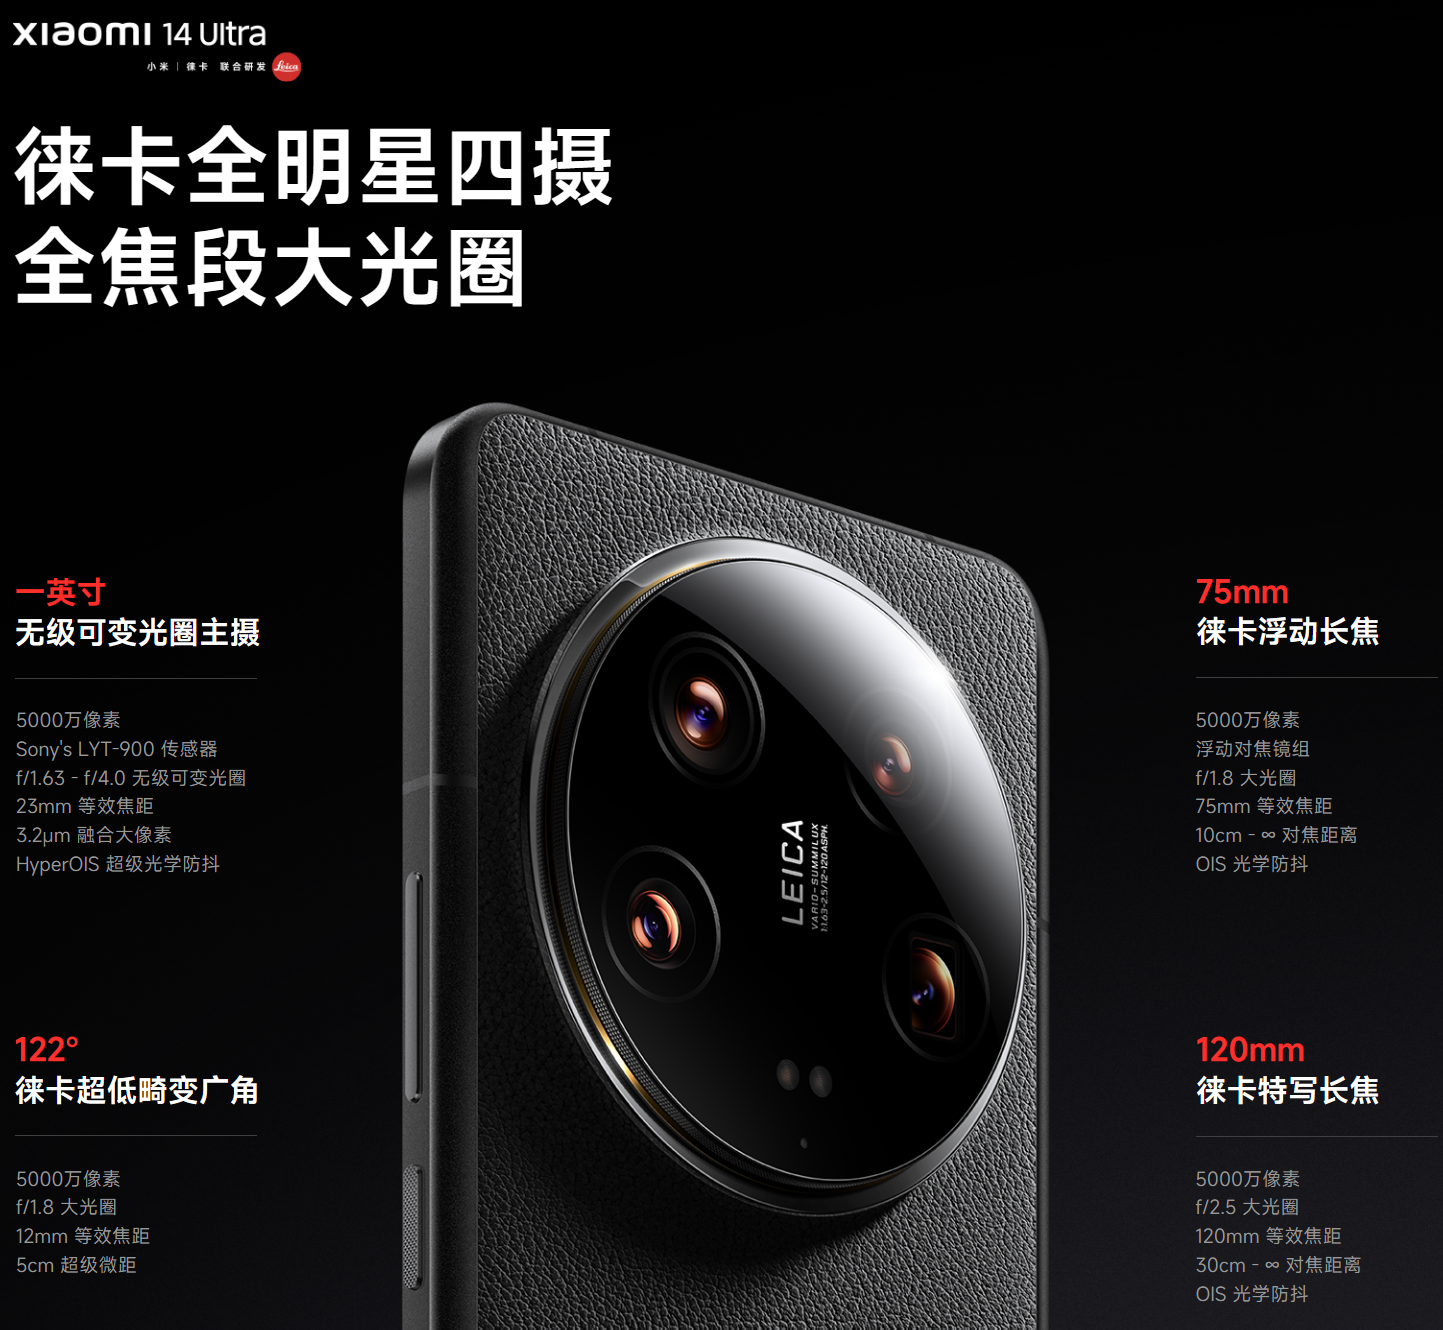 xiaomi 14 Ultra
小米 | 徕卡 联合研发 Leica
徕卡全明星四摄
全焦段大光圈
一英寸
无级可变光圈主摄
5000万像素
Sony's LYT-900 传感器
f/1.63 - f/4.0 无级可变光圈
23mm 等效焦距
3.2μm 融合大像素
HyperOIS 超级光学防抖
122°
徕卡超低畸变广角
5000万像素
f/1.8 大光圈
12mm 等效焦距
5cm 超级微距
LEICA
VARIO-SUMMILUX
1:1.63-2.5/12-120 ASPH.
75mm
徕卡浮动长焦
5000万像素
浮动对焦镜组
f/1.8 大光圈
75mm 等效焦距
10cm - ∞ 对焦距离
OIS 光学防抖
120mm
徕卡特写长焦
5000万像素
f/2.5 大光圈
120mm 等效焦距
30cm - ∞ 对焦距离
OIS 光学防抖